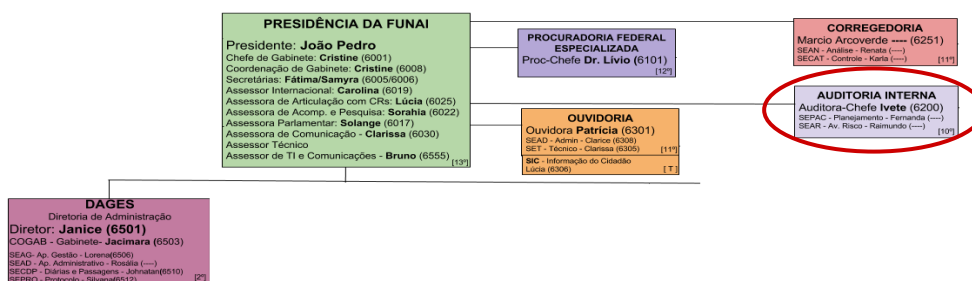 PRESIDÊNCIA DA FUNAI
Presidente: João Pedro
Chefe de Gabinete: Cristine (6001)
Coordenação de Gabinete: Cristine (6008)
Secretárias: Fátima/Samyra (6005/6006)
Assessor Internacional: Carolina (6019)
Assessora de Articulação com CRs: Lúcia (6025)
Assessora de Acomp. e Pesquisa: Sorahia (6022)
Assessora Parlamentar: Solange (6017)
Assessora de Comunicação - Clarissa (6030)
Assessor Técnico
Assessor de TI e Comunicações - Bruno (6555)
[13º]
PROCURADORIA FEDERAL
ESPECIALIZADA
Proc-Chefe Dr. Lívio (6101)
[12º]
CORREGEDORIA
Marcio Arcoverde ---- (6251)
SEAN - Análise - Renata (----)
SECAT - Controle - Karla (----)
[11º]
AUDITORIA INTERNA
Auditora-Chefe Ivete (6200)
SEPAC - Planejamento - Fernanda (----)
SEAR - Av. Risco - Raimundo (----)
[10º]
OUVIDORIA
Ouvidora Patrícia (6301)
SEAD - Admin - Clarice (6308)
SET - Técnico - Clarissa (6305)
[11º]
SIC - Informação do Cidadão
Lúcia (6306)
[ T ]
DAGES
Diretoria de Administração
Diretor: Janice (6501)
COGAB - Gabinete- Jacimara (6503)
SEAG- Ap. Gestão - Lorena(6506)
SEAD - Ap. Administrativo - Rosália (----)
SECDP - Diárias e Passagens - Johnatan(6510)
SEPRO - Protocolo - Silvana(6512)
[2º]